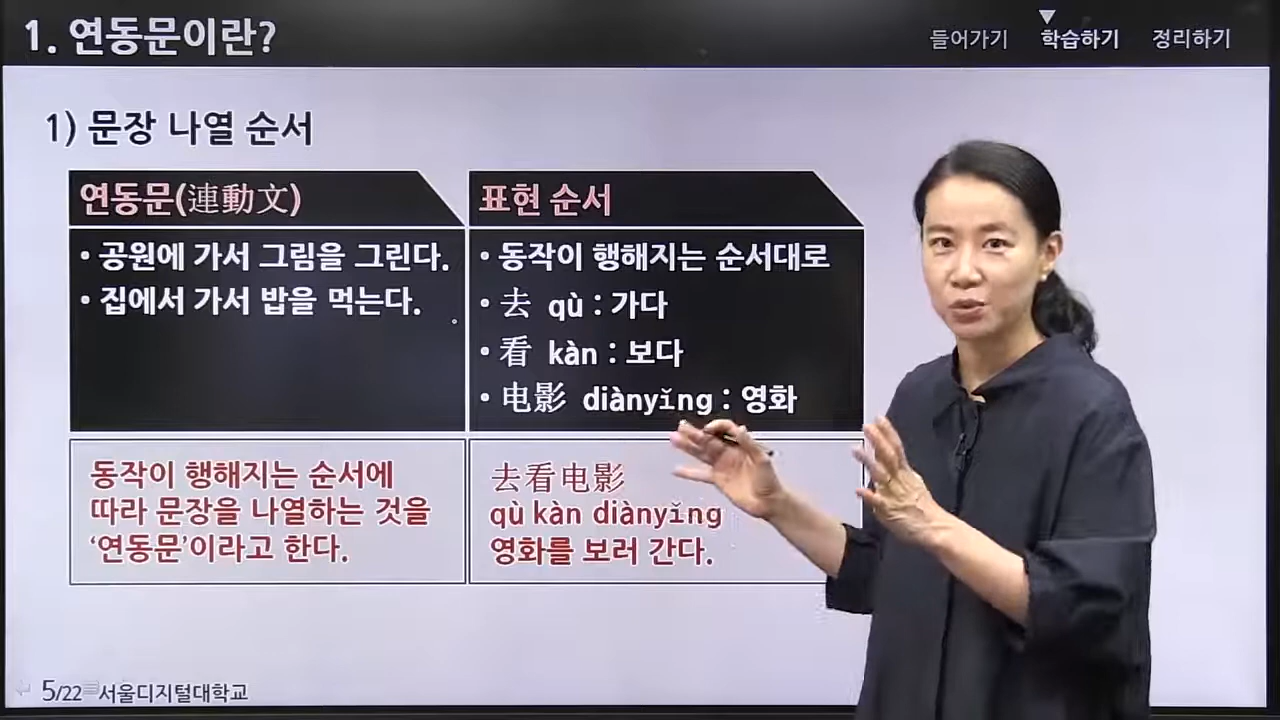 1. 연동문이란?
들어가기 학습하기 정리하기
1) 문장 나열 순서
연동문(連動文)
• 공원에 가서 그림을 그린다.
• 집에서 가서 밥을 먹는다.
동작이 행해지는 순서에
따라 문장을 나열하는 것을
‘연동문’이라고 한다.
표현 순서
• 동작이 행해지는 순서대로
• 去 qù : 가다
• 看 kàn : 보다
• 电影 diànyǐng : 영화
去看电影
qù kàn diànyǐng
영화를 보러 간다.
5/22 서울디지털대학교